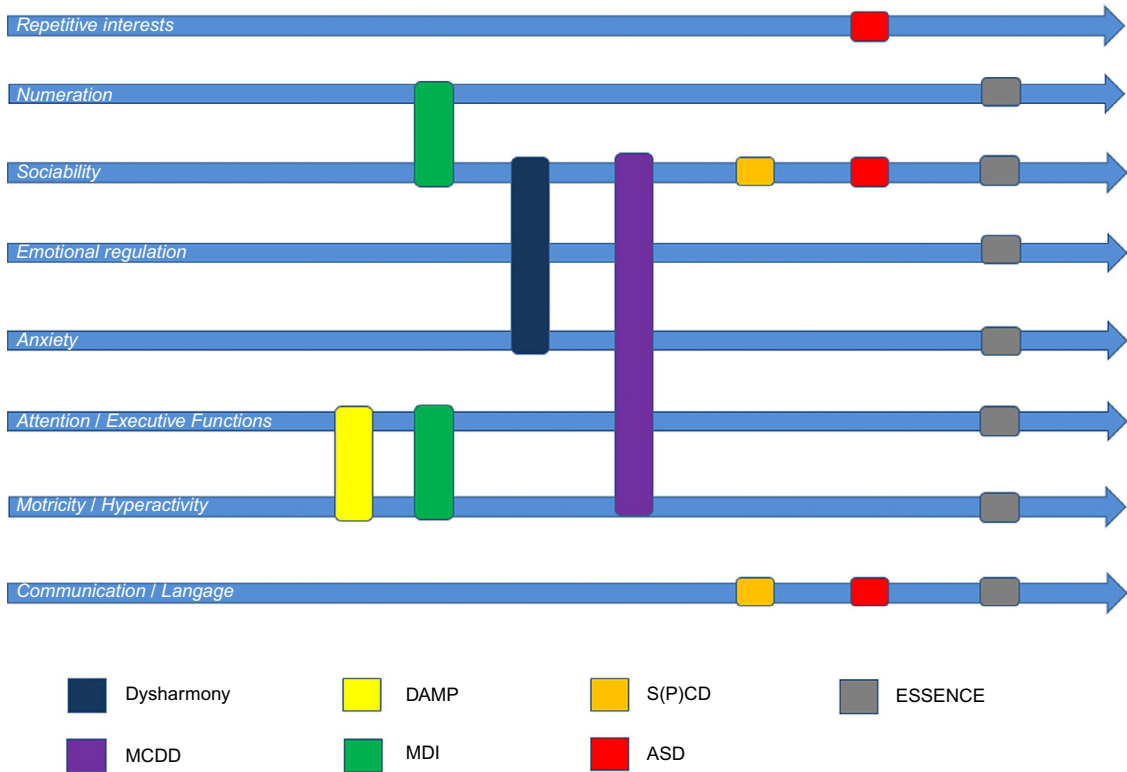 Repetitive interests
Numeration
Sociability
Emotional regulation
Anxiety
Attention / Executive Functions
Motricity / Hyperactivity
Communication / Langage
Dysharmony
DAMP
S(P)CD
ESSENCE
MCDD
MDI
ASD